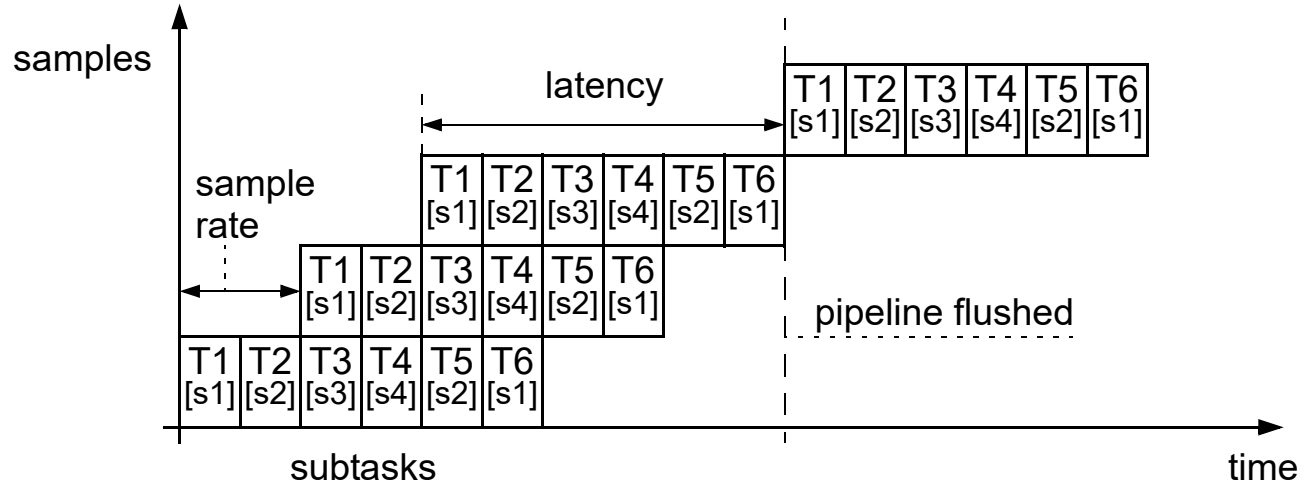 samples
latency
T1 T2 T3 T4 T5 T6
[s1] [s2] [s3] [s4] [s2] [s1]
sample
rate
T1 T2 T3 T4 T5 T6
[s1] [s2] [s3] [s4] [s2] [s1]
T1 T2 T3 T4 T5 T6
[s1] [s2] [s3] [s4] [s2] [s1]
pipeline flushed
T1 T2 T3 T4 T5 T6
[s1] [s2] [s3] [s4] [s2] [s1]
subtasks
time